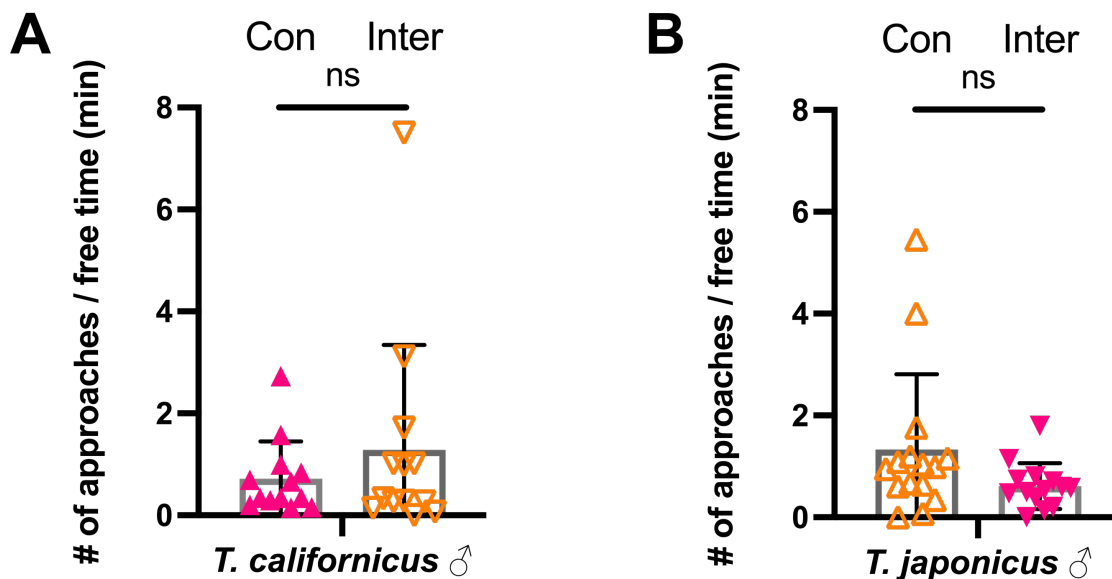 A
Con Inter
ns
# of approaches / free time (min)
8
6
4
2
0
T. californicus ♂
B
Con Inter
ns
# of approaches / free time (min)
8
6
4
2
0
T. japonicus ♂